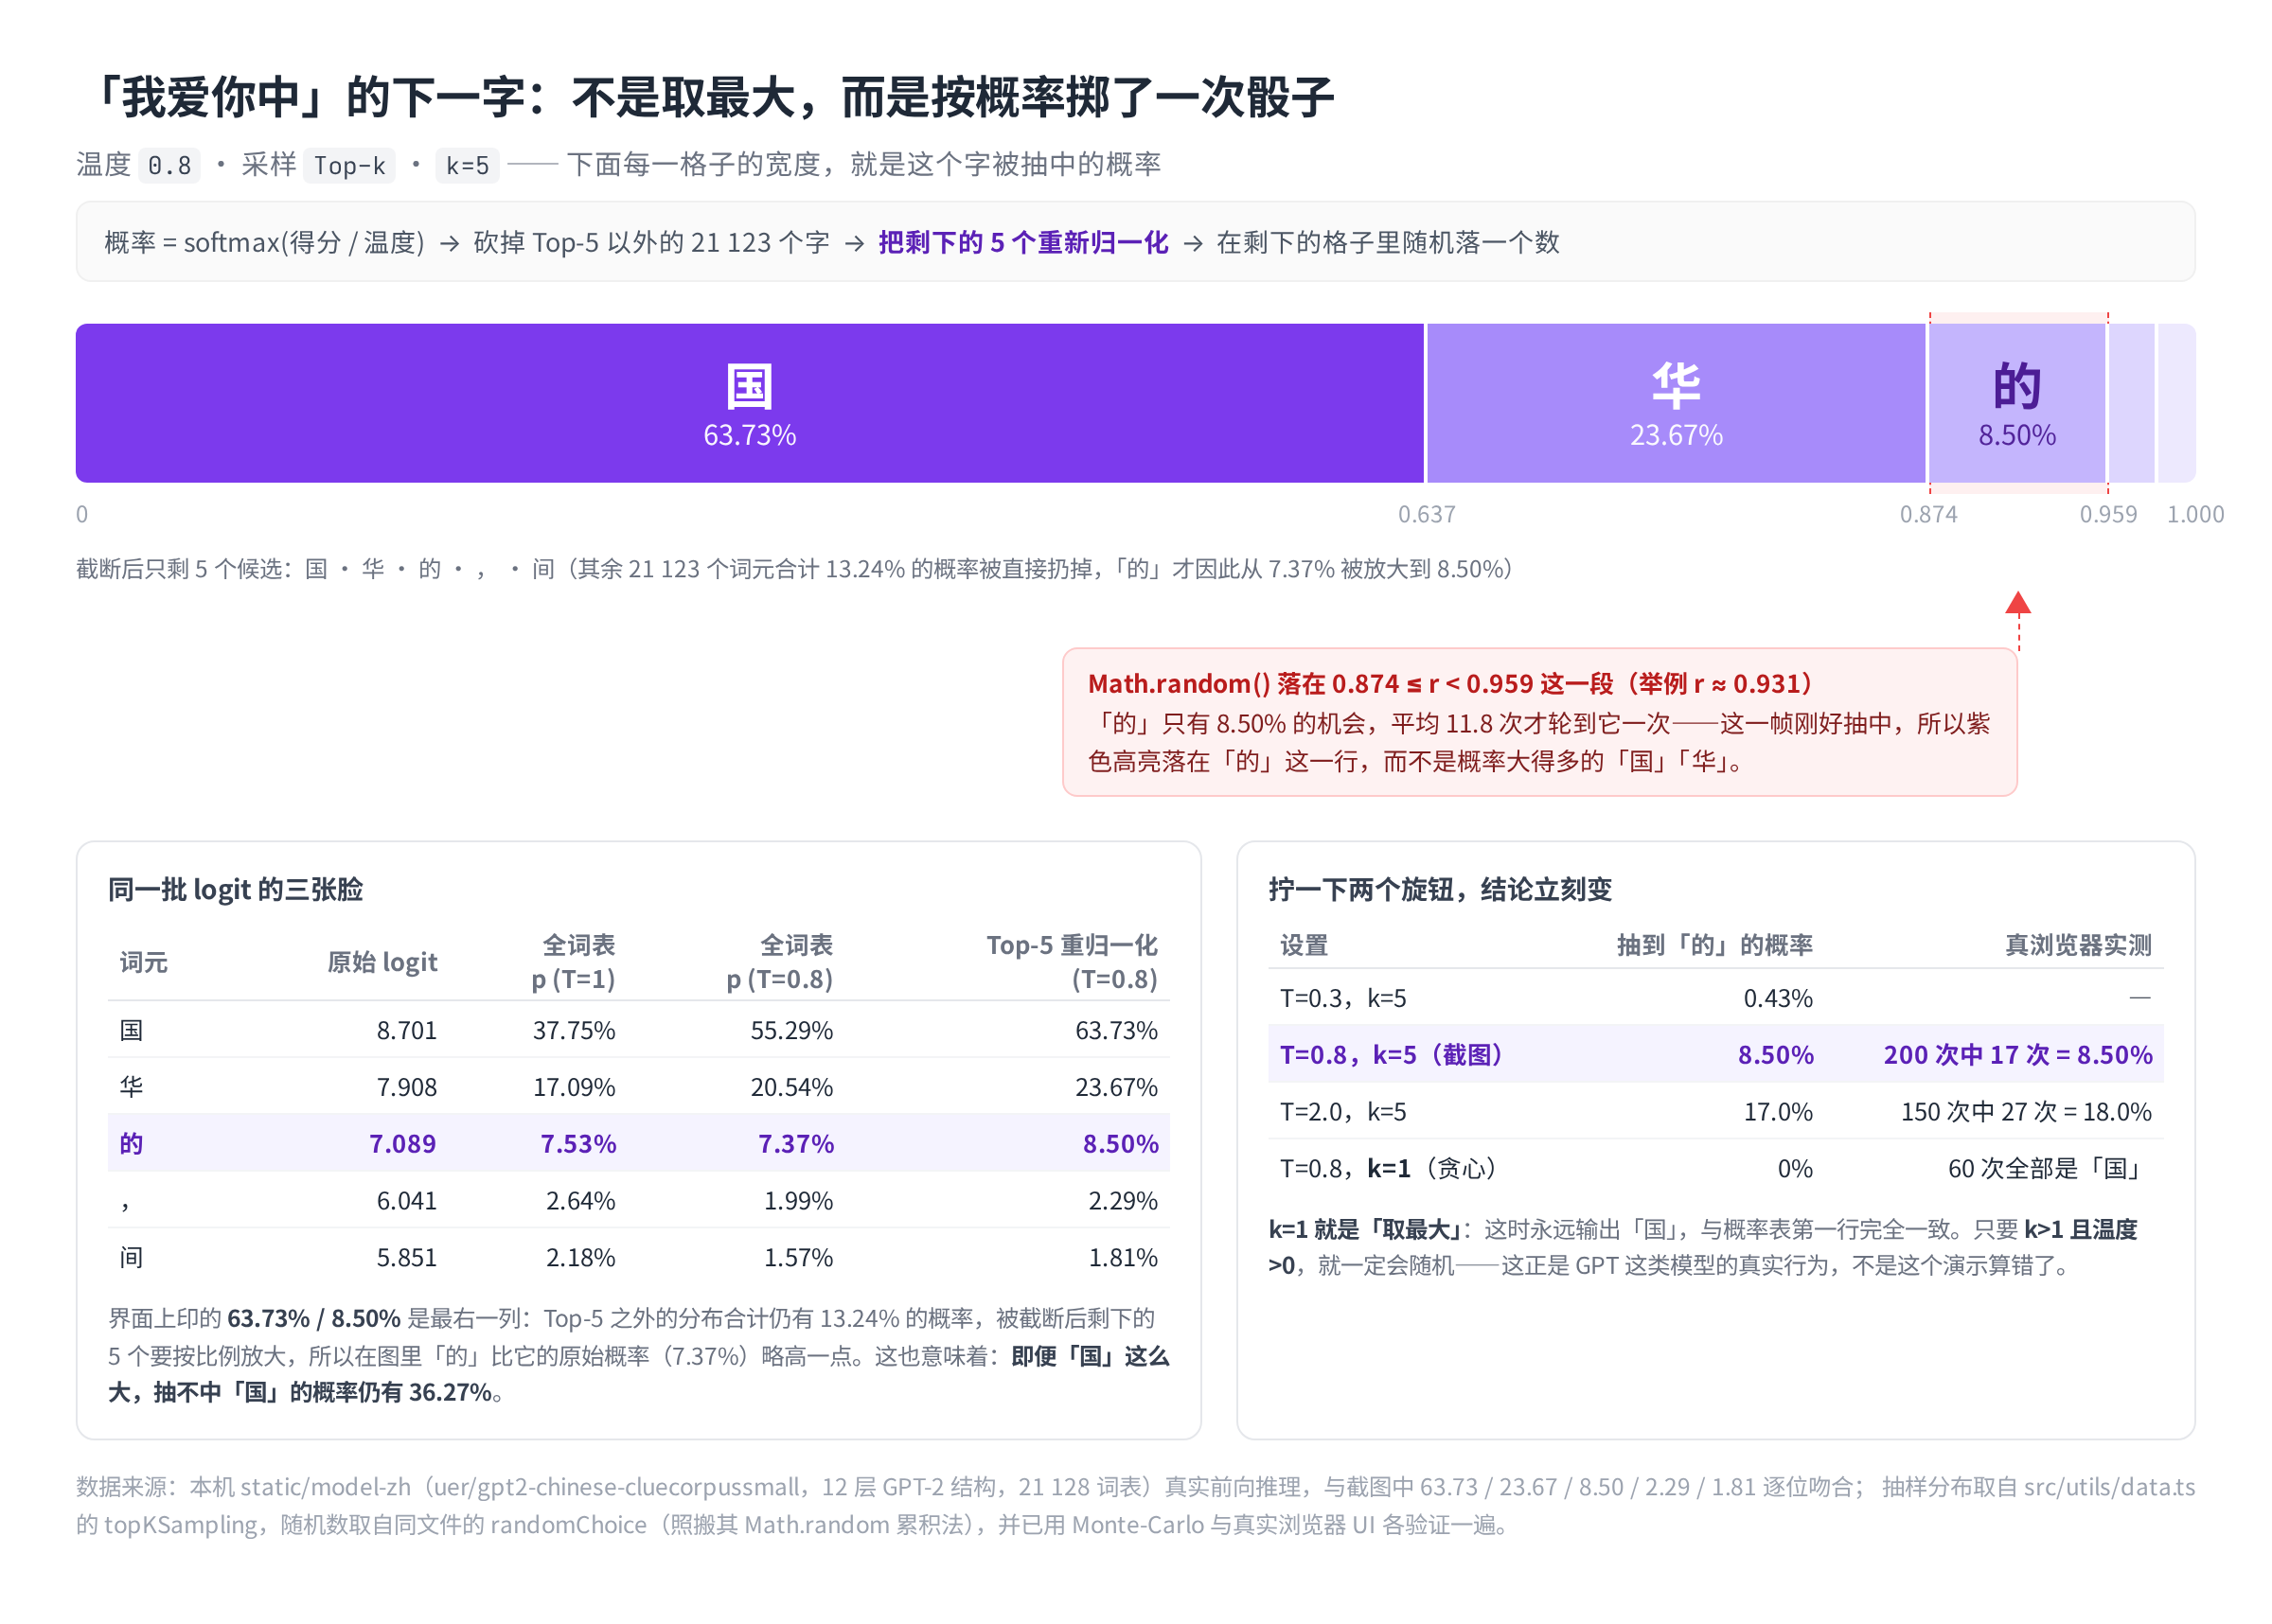 「我爱你中」的下一字：不是取最大，而是按概率掷了一次骰子
温度 0.8 · 采样 Top-k · k=5 —— 下面每一格子的宽度，就是这个字被抽中的概率
概率 = softmax(得分 / 温度) → 砍掉 Top-5 以外的 21 123 个字 → 把剩下的 5 个重新归一化 → 在剩下的格子里随机落一个数
国 华 的
63.73% 23.67% 8.50%
0 0.637 0.874 0.959 1.000
截断后只剩 5 个候选：国 · 华 · 的 · ， · 间（其余 21 123 个词元合计 13.24% 的概率被直接扔掉，「的」才因此从 7.37% 被放大到 8.50%）
Math.random() 落在 0.874 ≤ r < 0.959 这一段（举例 r ≈ 0.931）
「的」只有 8.50% 的机会，平均 11.8 次才轮到它一次——这一帧刚好抽中，所以紫
色高亮落在「的」这一行，而不是概率大得多的「国」「华」。
同一批 logit 的三张脸
词元 原始 logit 全词表 p (T=1) 全词表 p (T=0.8) Top-5 重归一化 (T=0.8)
国 8.701 37.75% 55.29% 63.73%
华 7.908 17.09% 20.54% 23.67%
的 7.089 7.53% 7.37% 8.50%
， 6.041 2.64% 1.99% 2.29%
间 5.851 2.18% 1.57% 1.81%
界面上印的 63.73% / 8.50% 是最右一列：Top-5 之外的分布合计仍有 13.24% 的概率，被截断后剩下的
5 个要按比例放大，所以在图里「的」比它的原始概率（7.37%）略高一点。这也意味着：即便「国」这么
大，抽不中「国」的概率仍有 36.27%。
拧一下两个旋钮，结论立刻变
设置 抽到「的」的概率 真浏览器实测
T=0.3，k=5 0.43% —
T=0.8，k=5（截图） 8.50% 200 次中 17 次 = 8.50%
T=2.0，k=5 17.0% 150 次中 27 次 = 18.0%
T=0.8，k=1（贪心） 0% 60 次全部是「国」
k=1 就是「取最大」：这时永远输出「国」，与概率表第一行完全一致。只要 k>1 且温度
>0，就一定会随机——这正是 GPT 这类模型的真实行为，不是这个演示算错了。
数据来源：本机 static/model-zh（uer/gpt2-chinese-cluecorpussmall，12 层 GPT-2 结构，21 128 词表）真实前向推理，与截图中 63.73 / 23.67 / 8.50 / 2.29 / 1.81 逐位吻合； 抽样分布取自 src/utils/data.ts
的 topKSampling，随机数取自同文件的 randomChoice（照搬其 Math.random 累积法），并已用 Monte-Carlo 与真实浏览器 UI 各验证一遍。